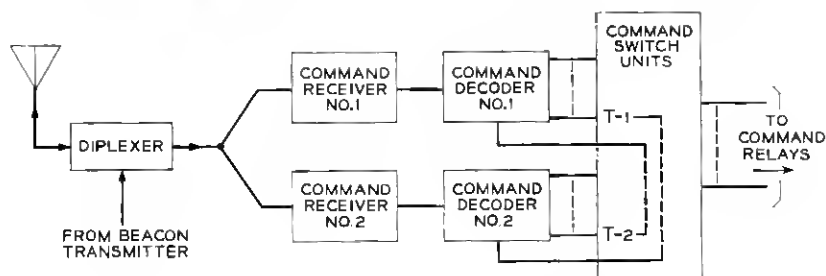 COMMAND
SWITCH
UNITS
COMMAND
RECEIVER
NO.1
COMMAND
DECODER
NO.1
T-1
TO
COMMAND
RELAYS
DIPLEXER
COMMAND
RECEIVER
NO.2
COMMAND
DECODER
NO.2
T-2
FROM BEACON
TRANSMITTER